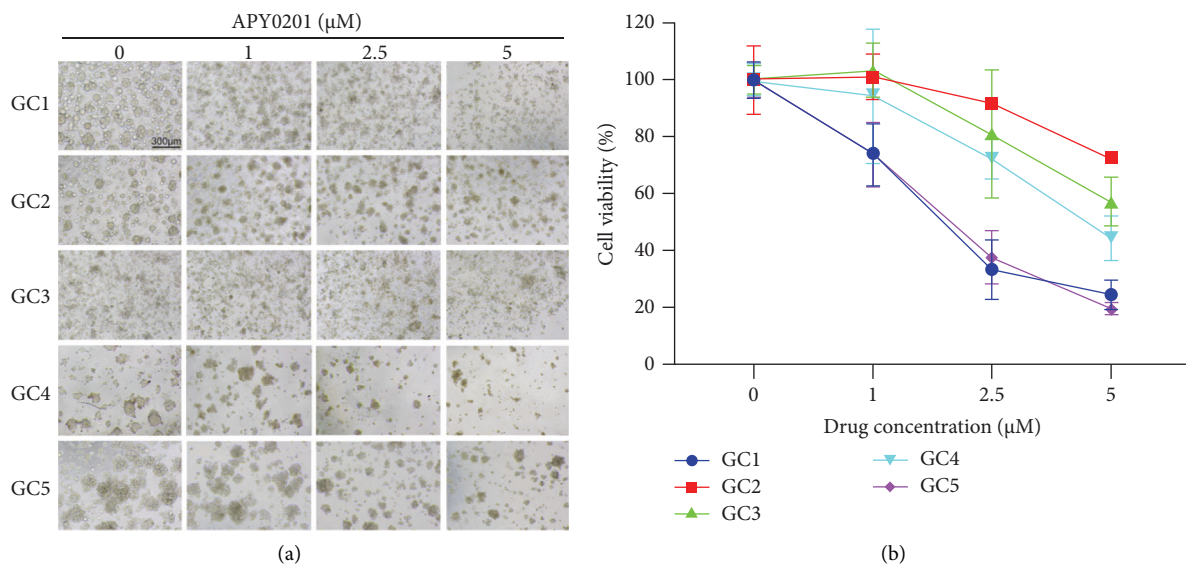 APY0201 (µM)
0 1 2.5 5
GC1
300µm
GC2
GC3
GC4
GC5
(a)
120
100
80
60
40
20
0
Cell viability (%)
0 1 2.5 5
Drug concentration (µM)
GC1
GC2
GC3
GC4
GC5
(b)